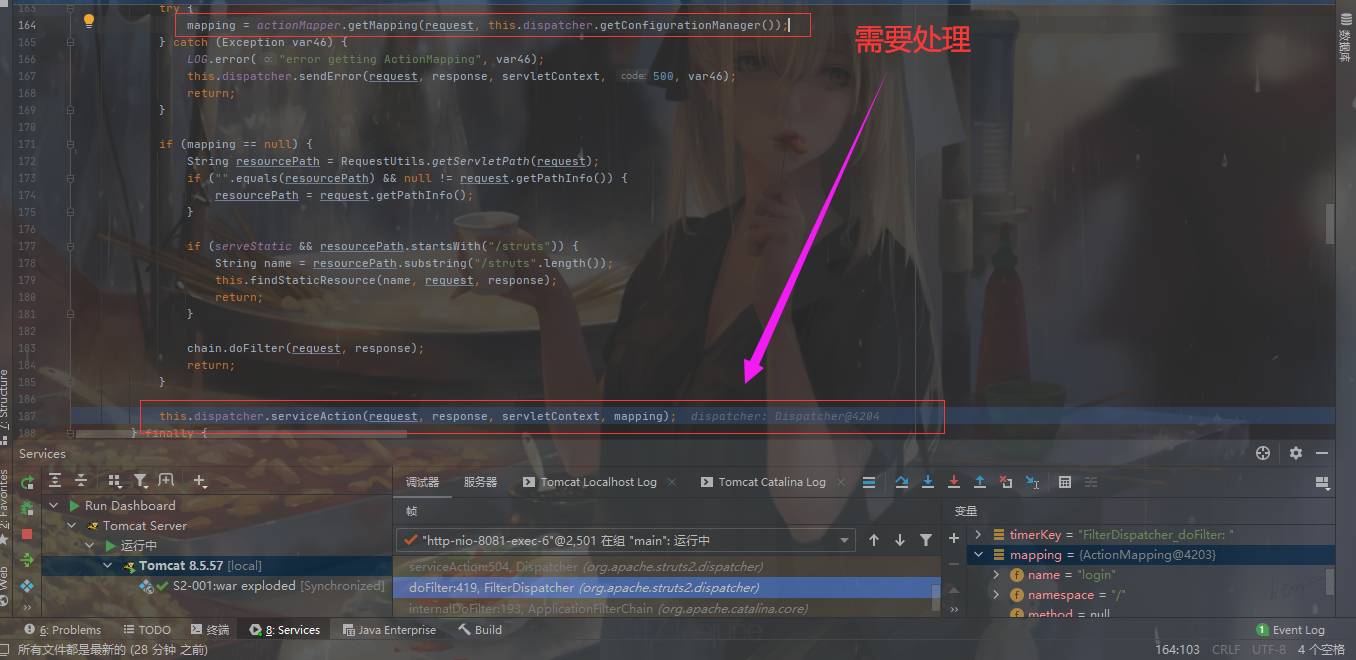 163 try {
164 mapping = actionMapper.getMapping(request, this.dispatcher.getConfigurationManager());
165 } catch (Exception var46) {
166 LOG.error( o: "error getting ActionMapping", var46);
167 this.dispatcher.sendError(request, response, servletContext, code: 500, var46);
168 return;
169 }
170
171 if (mapping == null) {
172 String resourcePath = RequestUtils.getServletPath(request);
173 if ("".equals(resourcePath) && null != request.getPathInfo()) {
174 resourcePath = request.getPathInfo();
175 }
176
177 if (serveStatic && resourcePath.startsWith("/struts")) {
178 String name = resourcePath.substring("/struts".length());
179 this.findStaticResource(name, request, response);
180 return;
181 }
182
183 chain.doFilter(request, response);
184 return;
185 }
186
187 this.dispatcher.serviceAction(request, response, servletContext, mapping); dispatcher: Dispatcher@4204
188 } finally {
需要处理
数据库
Z: Structure
2: Favorites
Web
Services
Run Dashboard
Tomcat Server
运行中
Tomcat 8.5.57 [local]
S2-001:war exploded [Synchronized]
调试器 服务器 Tomcat Localhost Log Tomcat Catalina Log
帧
"http-nio-8081-exec-6"@2,501 在组 "main": 运行中
serviceAction:504, Dispatcher (org.apache.struts2.dispatcher)
doFilter:419, FilterDispatcher (org.apache.struts2.dispatcher)
internalDoFilter:193, ApplicationFilterChain (org.apache.catalina.core)
变量
timerKey = "FilterDispatcher_doFilter: "
mapping = {ActionMapping@4203}
name = "login"
namespace = "/"
method = null
6: Problems TODO 终端 8: Services Java Enterprise Build 1 Event Log
所有文件都是最新的 (28 分钟 之前) 164:103 CRLF UTF-8 4 个空格